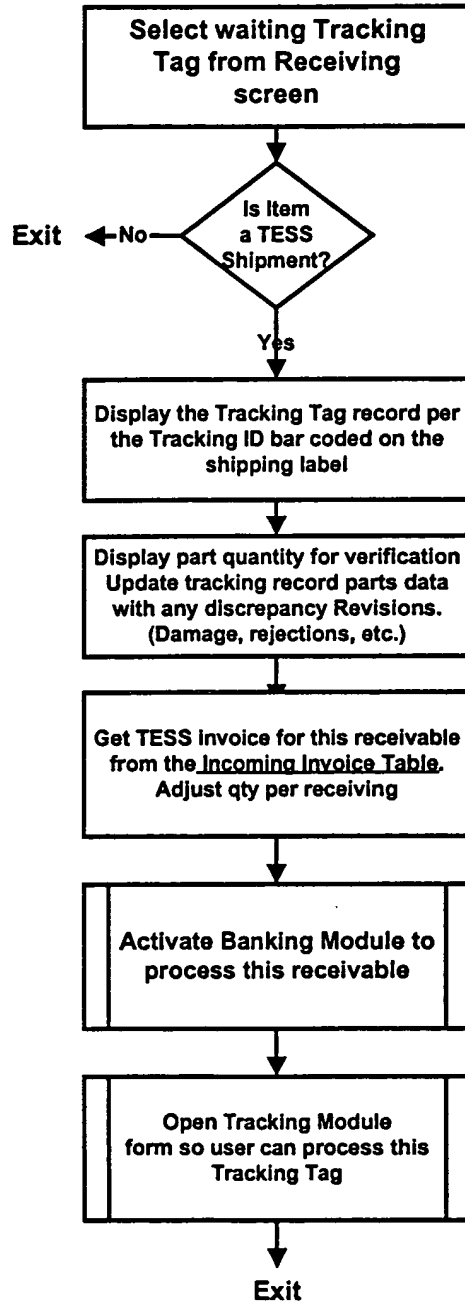 Select waiting Tracking
Tag from Receiving
screen
Is Item
a TESS
Shipment?
Exit
No
Yes
Display the Tracking Tag record per
the Tracking ID bar coded on the
shipping label
Display part quantity for verification
Update tracking record parts data
with any discrepancy Revisions.
(Damage, rejections, etc.)
Get TESS invoice for this receivable
from the Incoming Invoice Table.
Adjust qty per receiving
Activate Banking Module to
process this receivable
Open Tracking Module
form so user can process this
Tracking Tag
Exit